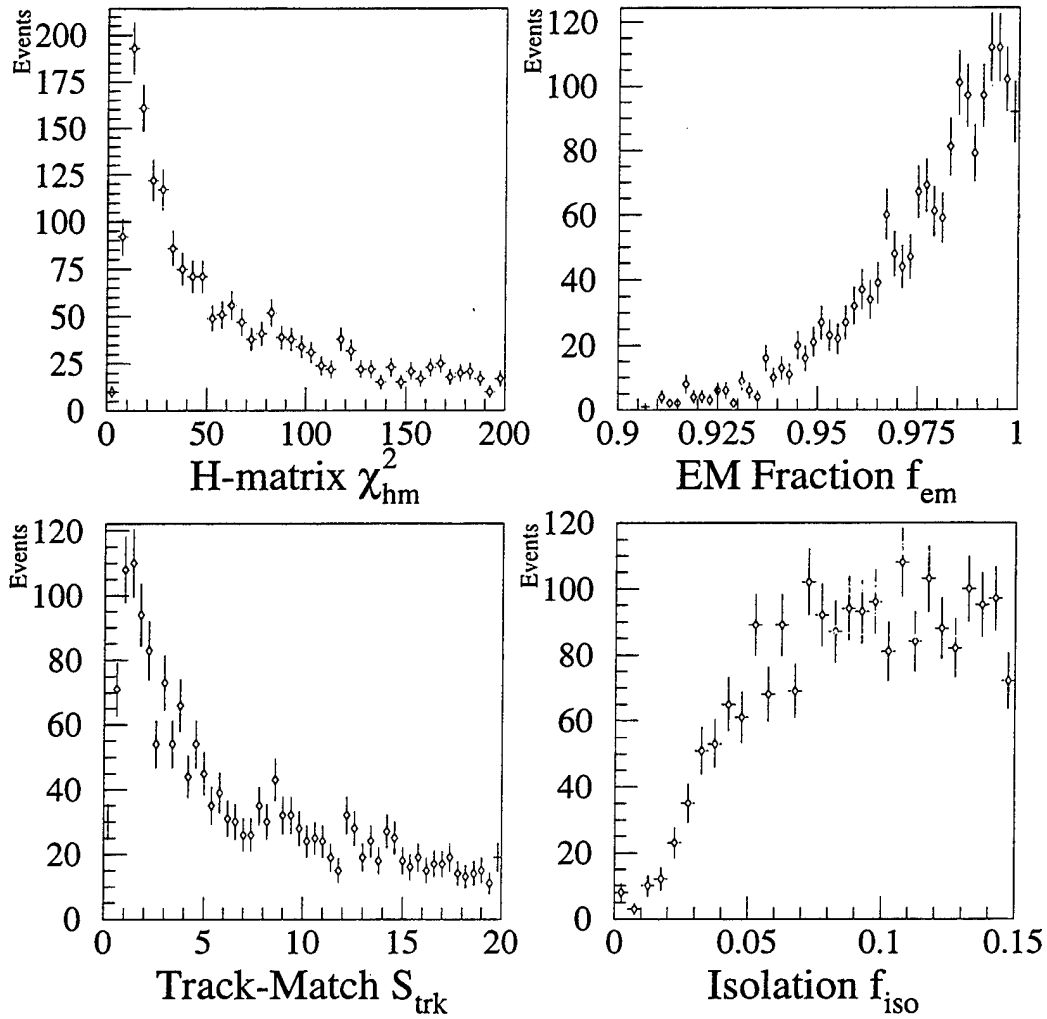 Events
200
175
150
125
100
75
50
25
0
0 50 100 150 200
H-matrix χ²hm
Events
120
100
80
60
40
20
0
0.9 0.925 0.95 0.975 1
EM Fraction fem
Events
120
100
80
60
40
20
0
0 5 10 15 20
Track-Match Strk
Events
120
100
80
60
40
20
0
0 0.05 0.1 0.15
Isolation fiso